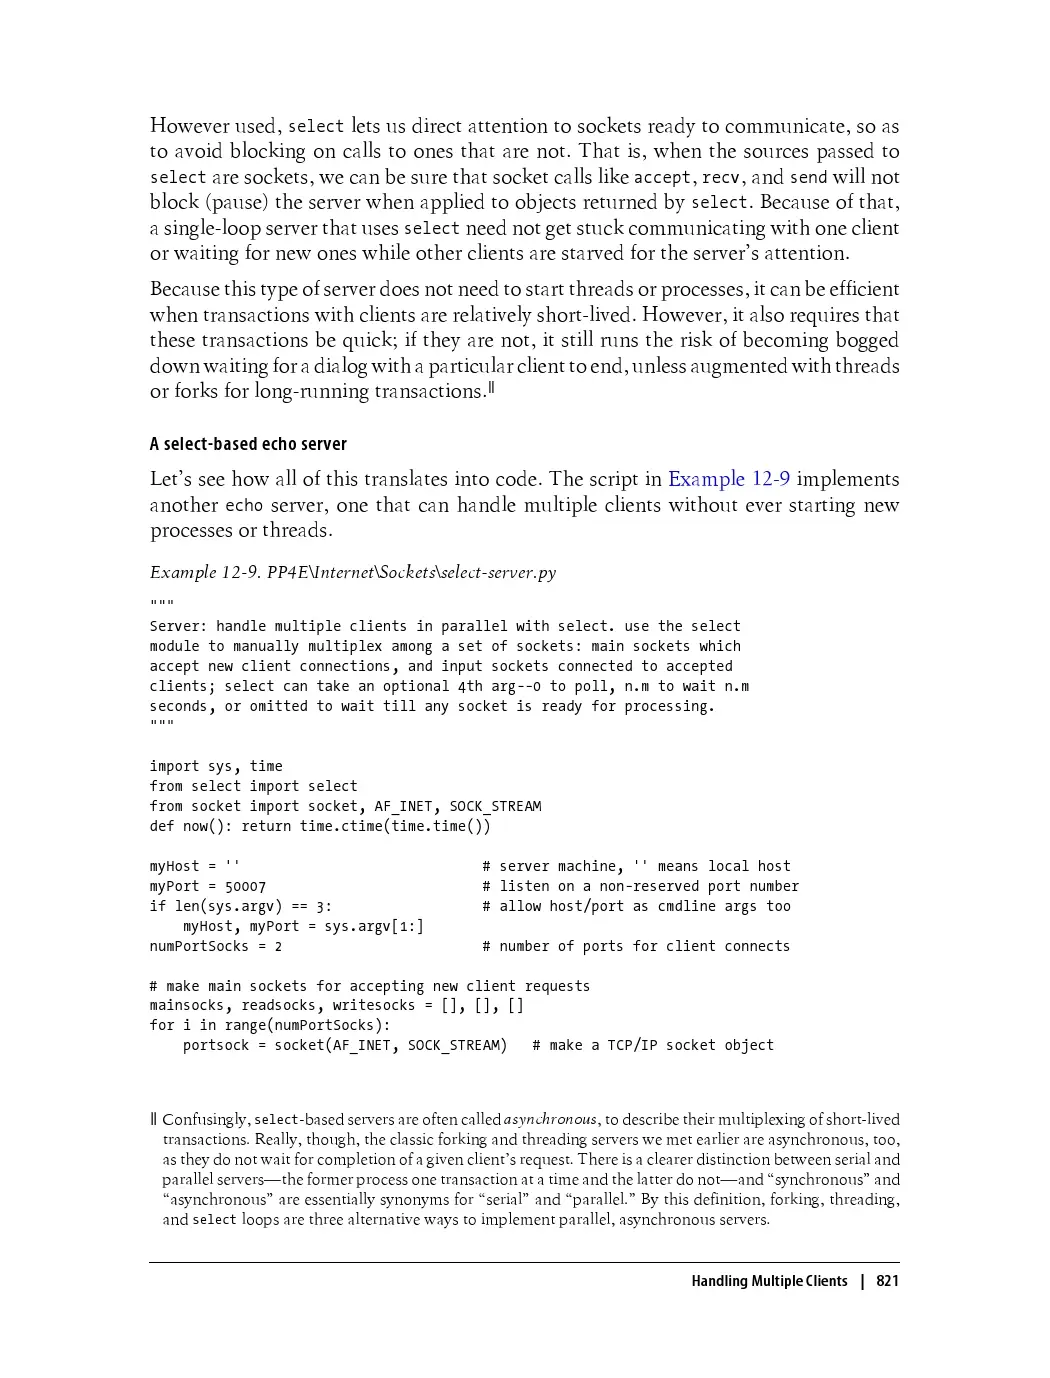 However used, select lets us direct attention to sockets ready to communicate, so as
to avoid blocking on calls to ones that are not. That is, when the sources passed to
select are sockets, we can be sure that socket calls like accept, recv, and send will not
block (pause) the server when applied to objects returned by select. Because of that,
a single-loop server that uses select need not get stuck communicating with one client
or waiting for new ones while other clients are starved for the server’s attention.
Because this type of server does not need to start threads or processes, it can be efficient
when transactions with clients are relatively short-lived. However, it also requires that
these transactions be quick; if they are not, it still runs the risk of becoming bogged
down waiting for a dialog with a particular client to end, unless augmented with threads
or forks for long-running transactions.‖
A select-based echo server
Let’s see how all of this translates into code. The script in Example 12-9 implements
another echo server, one that can handle multiple clients without ever starting new
processes or threads.
Example 12-9. PP4E\Internet\Sockets\select-server.py
"""
Server: handle multiple clients in parallel with select. use the select
module to manually multiplex among a set of sockets: main sockets which
accept new client connections, and input sockets connected to accepted
clients; select can take an optional 4th arg--0 to poll, n.m to wait n.m
seconds, or omitted to wait till any socket is ready for processing.
"""
import sys, time
from select import select
from socket import socket, AF_INET, SOCK_STREAM
def now(): return time.ctime(time.time())
myHost = '' # server machine, '' means local host
myPort = 50007 # listen on a non-reserved port number
if len(sys.argv) == 3: # allow host/port as cmdline args too
    myHost, myPort = sys.argv[1:]
numPortSocks = 2 # number of ports for client connects
# make main sockets for accepting new client requests
mainsocks, readsocks, writesocks = [], [], []
for i in range(numPortSocks):
    portsock = socket(AF_INET, SOCK_STREAM) # make a TCP/IP socket object
‖ Confusingly, select-based servers are often called asynchronous, to describe their multiplexing of short-lived
transactions. Really, though, the classic forking and threading servers we met earlier are asynchronous, too,
as they do not wait for completion of a given client’s request. There is a clearer distinction between serial and
parallel servers—the former process one transaction at a time and the latter do not—and “synchronous” and
“asynchronous” are essentially synonyms for “serial” and “parallel.” By this definition, forking, threading,
and select loops are three alternative ways to implement parallel, asynchronous servers.
Handling Multiple Clients | 821